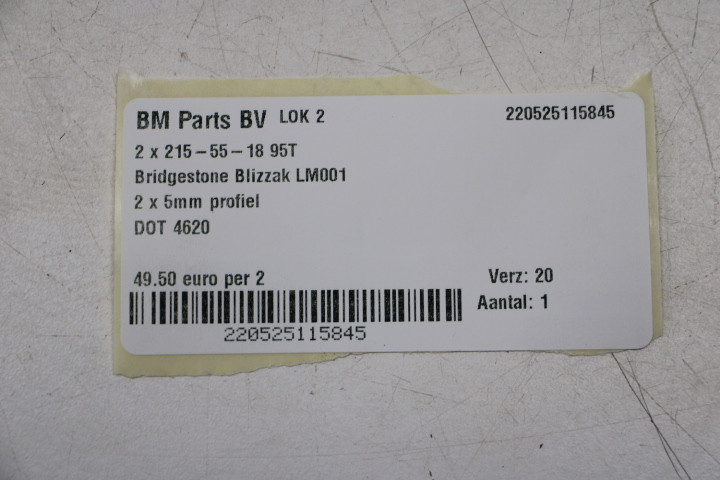 BM Parts BV LOK 2 220525115845
2 x 215-55-18 95T
Bridgestone Blizzak LM001
2 x 5mm profiel
DOT 4620
49.50 euro per 2 Verz: 20
Aantal: 1
220525115845